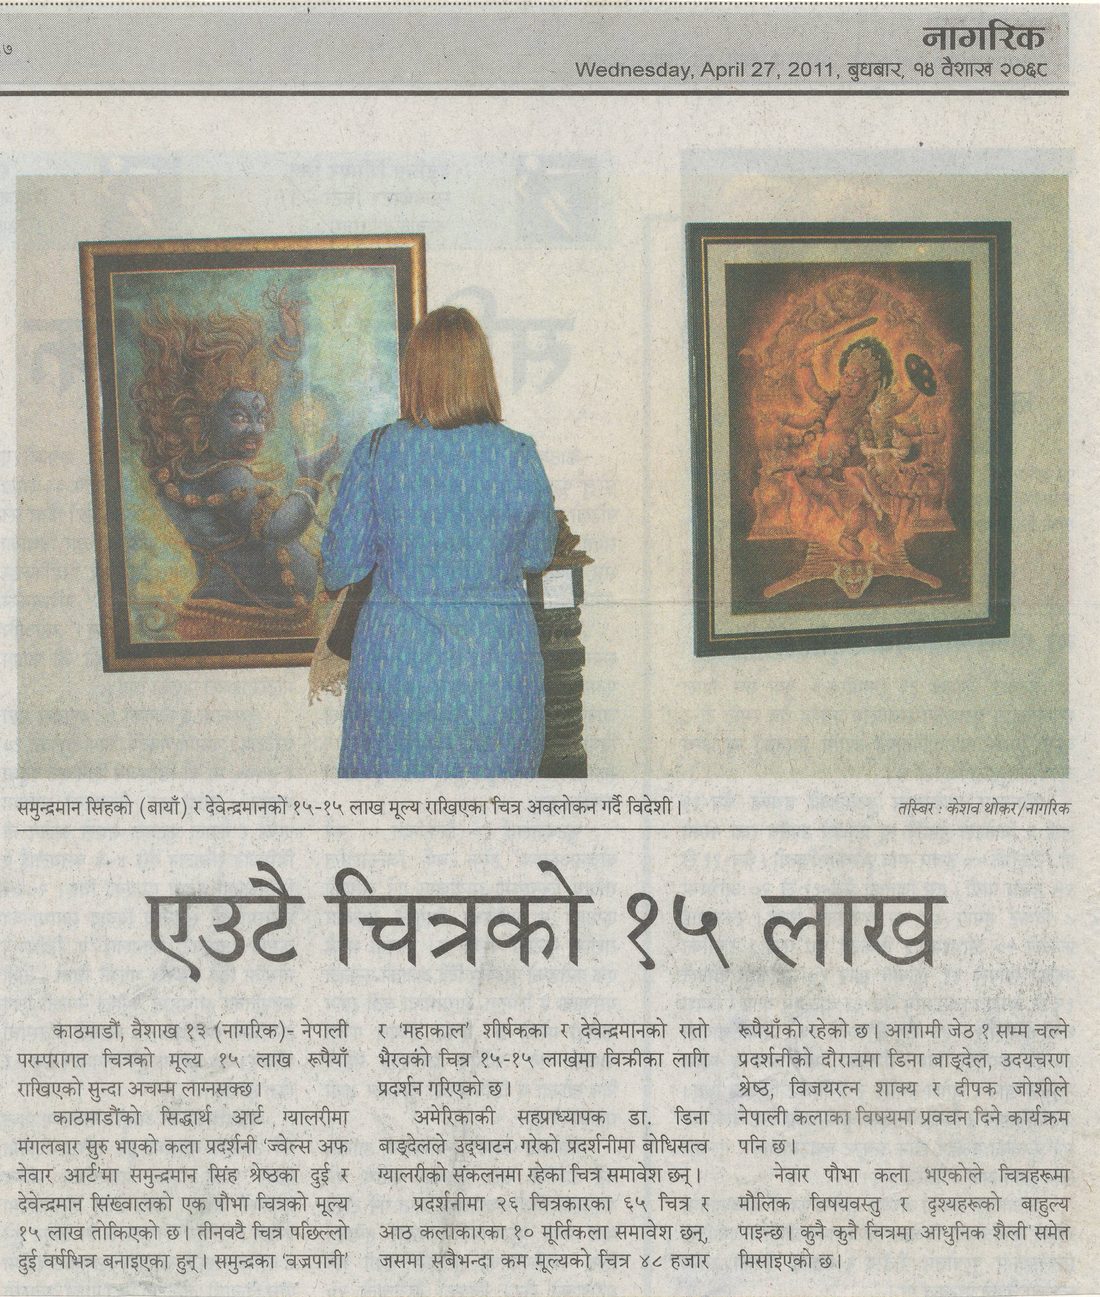 ७
नागरिक
Wednesday, April 27, 2011, बुधबार, १४ वैशाख २०६८
समुन्द्रमान सिंहको (बायाँ) र देवेन्द्रमानको १५-१५ लाख मूल्य राखिएका चित्र अवलोकन गर्दै विदेशी।
तस्बिर : केशव थोकर/नागरिक
एउटै चित्रको १५ लाख
काठमाडौं, वैशाख १३ (नागरिक)- नेपाली
परम्परागत चित्रको मूल्य १५ लाख रूपैयाँ
राखिएको सुन्दा अचम्म लाग्नसक्छ।
काठमाडौंको सिद्धार्थ आर्ट ग्यालरीमा
मंगलबार सुरु भएको कला प्रदर्शनी 'ज्वेल्स अफ
नेवार आर्ट'मा समुन्द्रमान सिंह श्रेष्ठको दुई र
देवेन्द्रमान सिंख्वालको एक पौभा चित्रको मूल्य
१५ लाख तोकिएको छ। तीनवटै चित्र पछिल्लो
दुई वर्षभित्र बनाइएका हुन्। समुन्द्रका 'वज्रपानी'
र 'महाकाल' शीर्षकका र देवेन्द्रमानको रातो
भैरवको चित्र १५-१५ लाखमा विक्रीका लागि
प्रदर्शन गरिएको छ।
अमेरिकाकी सहप्राध्यापक डा. डिना
बाङ्देलले उद्घाटन गरेको प्रदर्शनीमा बोधिसत्व
ग्यालरीको संकलनमा रहेका चित्र समावेश छन्।
प्रदर्शनीमा २६ चित्रकारका ६५ चित्र र
आठ कलाकारका १० मूर्तिकला समावेश छन्,
जसमा सबैभन्दा कम मूल्यको चित्र ४८ हजार
रूपैयाँको रहेको छ। आगामी जेठ १ सम्म चल्ने
प्रदर्शनीको दौरानमा डिना बाङ्देल, उदयचरण
श्रेष्ठ, विजयरत्न शाक्य र दीपक जोशीले
नेपाली कलाका विषयमा प्रवचन दिने कार्यक्रम
पनि छ।
नेवार पौभा कला भएकोले चित्रहरूमा
मौलिक विषयवस्तु र दृश्यहरूको बाहुल्य
पाइन्छ। कुनै कुनै चित्रमा आधुनिक शैली समेत
मिसाइएको छ।